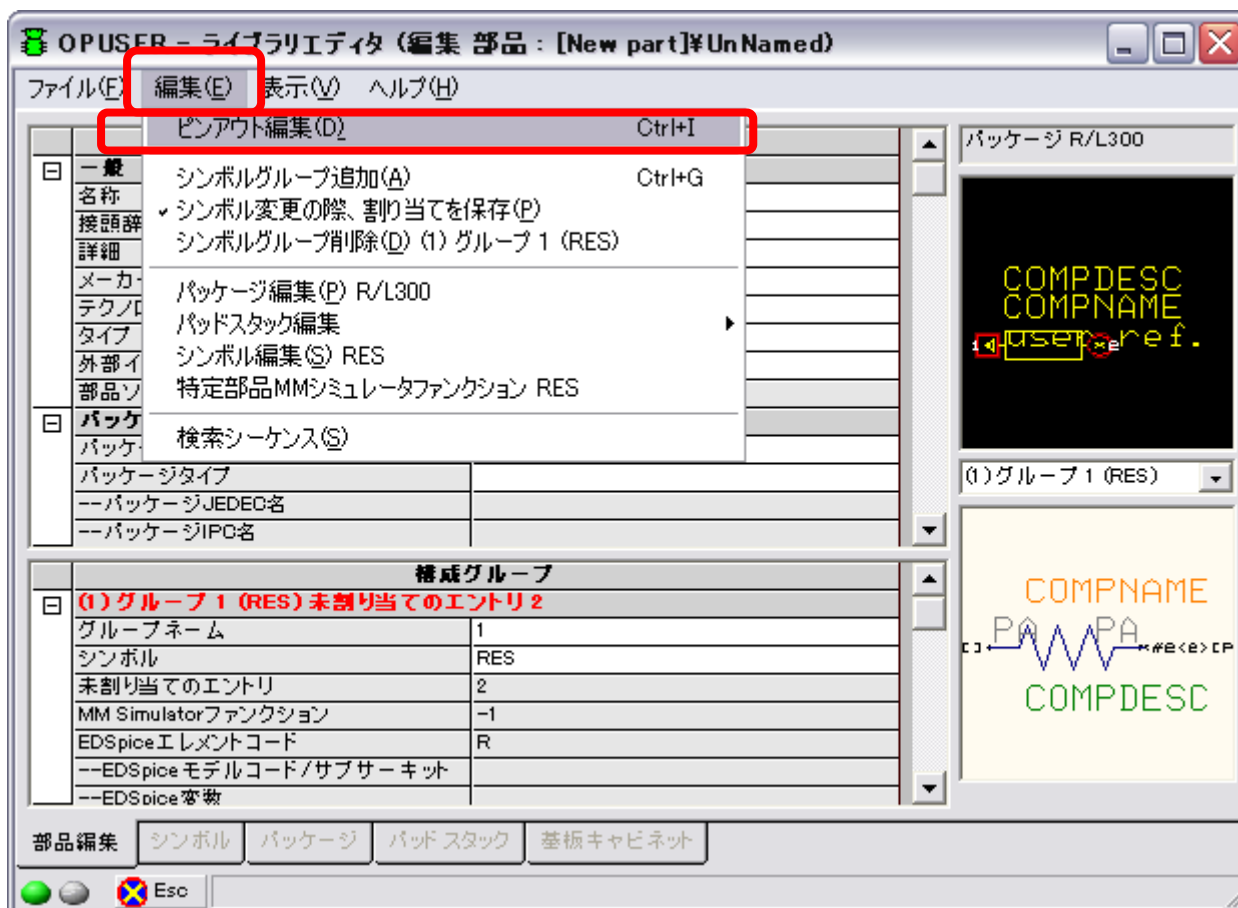 OPUSER - ライブラリエディタ (編集 部品 : [New part]¥UnNamed)
ファイル(F) 編集(E) 表示(V) ヘルプ(H)
ピンアウト編集(D) Ctrl+I
シンボルグループ追加(A) Ctrl+G
シンボル変更の際、割り当てを保存(P)
シンボルグループ削除(D) (1) グループ 1 (RES)
パッケージ編集(P) R/L300
パッドスタック編集
シンボル編集(S) RES
特定部品MMシミュレータファンクション RES
検索シーケンス(S)
一般
名称
接頭辞
詳細
メーカー
テクノロ
タイプ
外部イ
部品ソ
パッケ
パッケー
パッケージタイプ
--パッケージJEDEC名
--パッケージIPC名
構成グループ
(1) グループ 1 (RES) 未割り当てのエントリ 2
グループネーム 1
シンボル RES
未割り当てのエントリ 2
MM Simulatorファンクション -1
EDSpiceエレメントコード R
--EDSpice モデルコード/サブサーキット
--EDSpice変数
パッケージ R/L300
COMPDESC
COMPNAME
user ref.
(1)グループ 1 (RES)
COMPNAME
PA PA
COMPDESC
部品編集 シンボル パッケージ パッド スタック 基板キャビネット
Esc